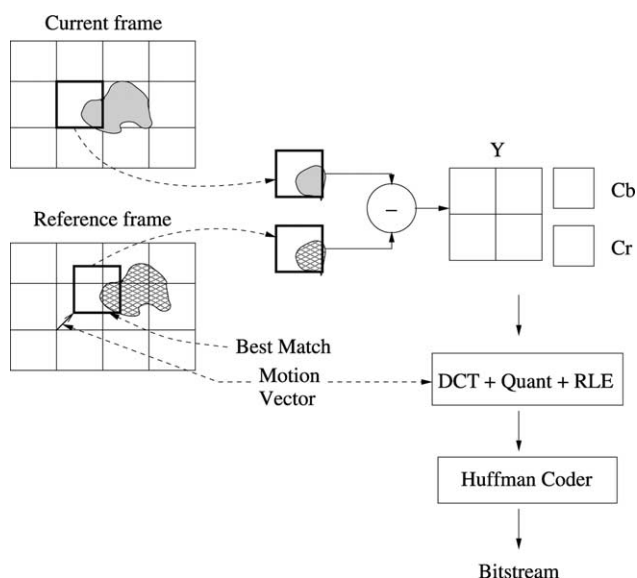 Current frame
Y
Cb
Reference frame
–
Cr
Best Match
Motion
Vector
DCT + Quant + RLE
Huffman Coder
Bitstream